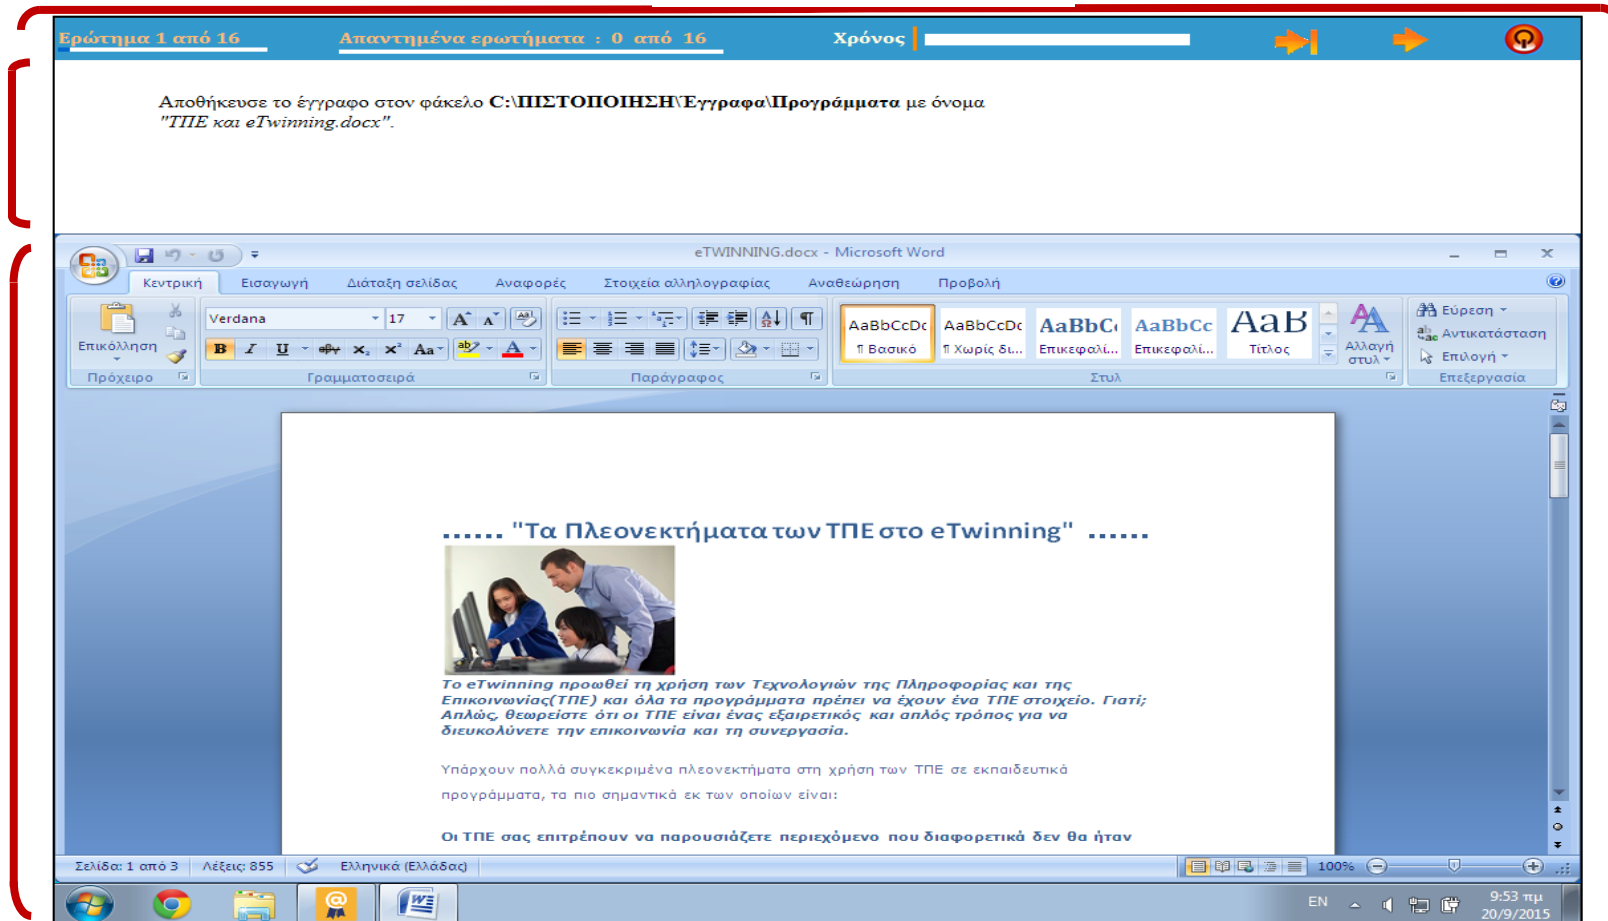 Ερώτημα 1 από 16 Απαντημένα ερωτήματα : 0 από 16 Χρόνος
Αποθήκευσε το έγγραφο στον φάκελο C:\ΠΙΣΤΟΠΟΙΗΣΗ\Έγγραφα\Προγράμματα με όνομα
"ΤΠΕ και eTwinning.docx".
eTWINNING.docx - Microsoft Word
Κεντρική Εισαγωγή Διάταξη σελίδας Αναφορές Στοιχεία αλληλογραφίας Αναθεώρηση Προβολή
Επικόλληση
Verdana 17
AaBbCcDc AaBbCcDc AaBbC AaBbCc AaB
¶ Βασικό ¶ Χωρίς δι... Επικεφαλί... Επικεφαλί... Τίτλος
Αλλαγή
στυλ
Εύρεση
Αντικατάσταση
Επιλογή
Πρόχειρο Γραμματοσειρά Παράγραφος Στυλ Επεξεργασία
...... "Τα Πλεονεκτήματα των ΤΠΕ στο eTwinning" ......
Το eTwinning προωθεί τη χρήση των Τεχνολογιών της Πληροφορίας και της
Επικοινωνίας(ΤΠΕ) και όλα τα προγράμματα πρέπει να έχουν ένα ΤΠΕ στοιχείο. Γιατί;
Απλώς, θεωρείστε ότι οι ΤΠΕ είναι ένας εξαιρετικός και απλός τρόπος για να
διευκολύνετε την επικοινωνία και τη συνεργασία.
Υπάρχουν πολλά συγκεκριμένα πλεονεκτήματα στη χρήση των ΤΠΕ σε εκπαιδευτικά
προγράμματα, τα πιο σημαντικά εκ των οποίων είναι:
Οι ΤΠΕ σας επιτρέπουν να παρουσιάζετε περιεχόμενο που διαφορετικά δεν θα ήταν
Σελίδα: 1 από 3 Λέξεις: 855 Ελληνικά (Ελλάδας) 100%
EN 9:53 πμ
20/9/2015